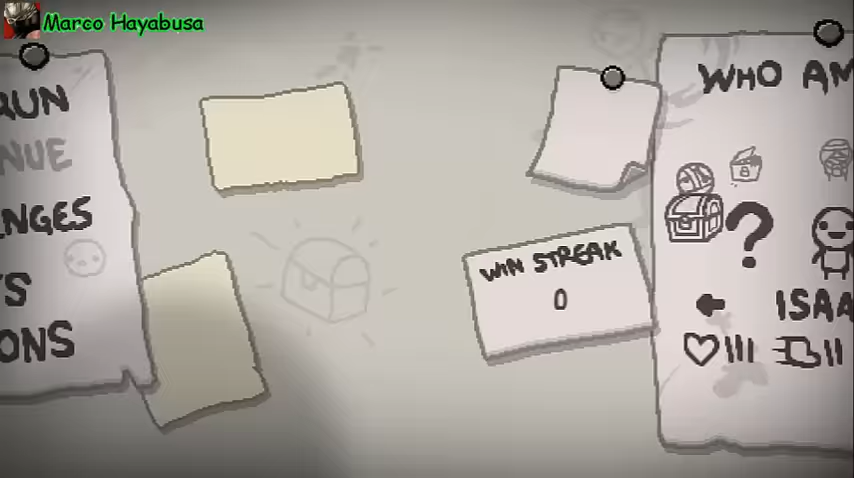 Marco Hayabusa
RUN
NUE
NGES
S
ONS
WIN STREAK
0
WHO AM
?
ISAA